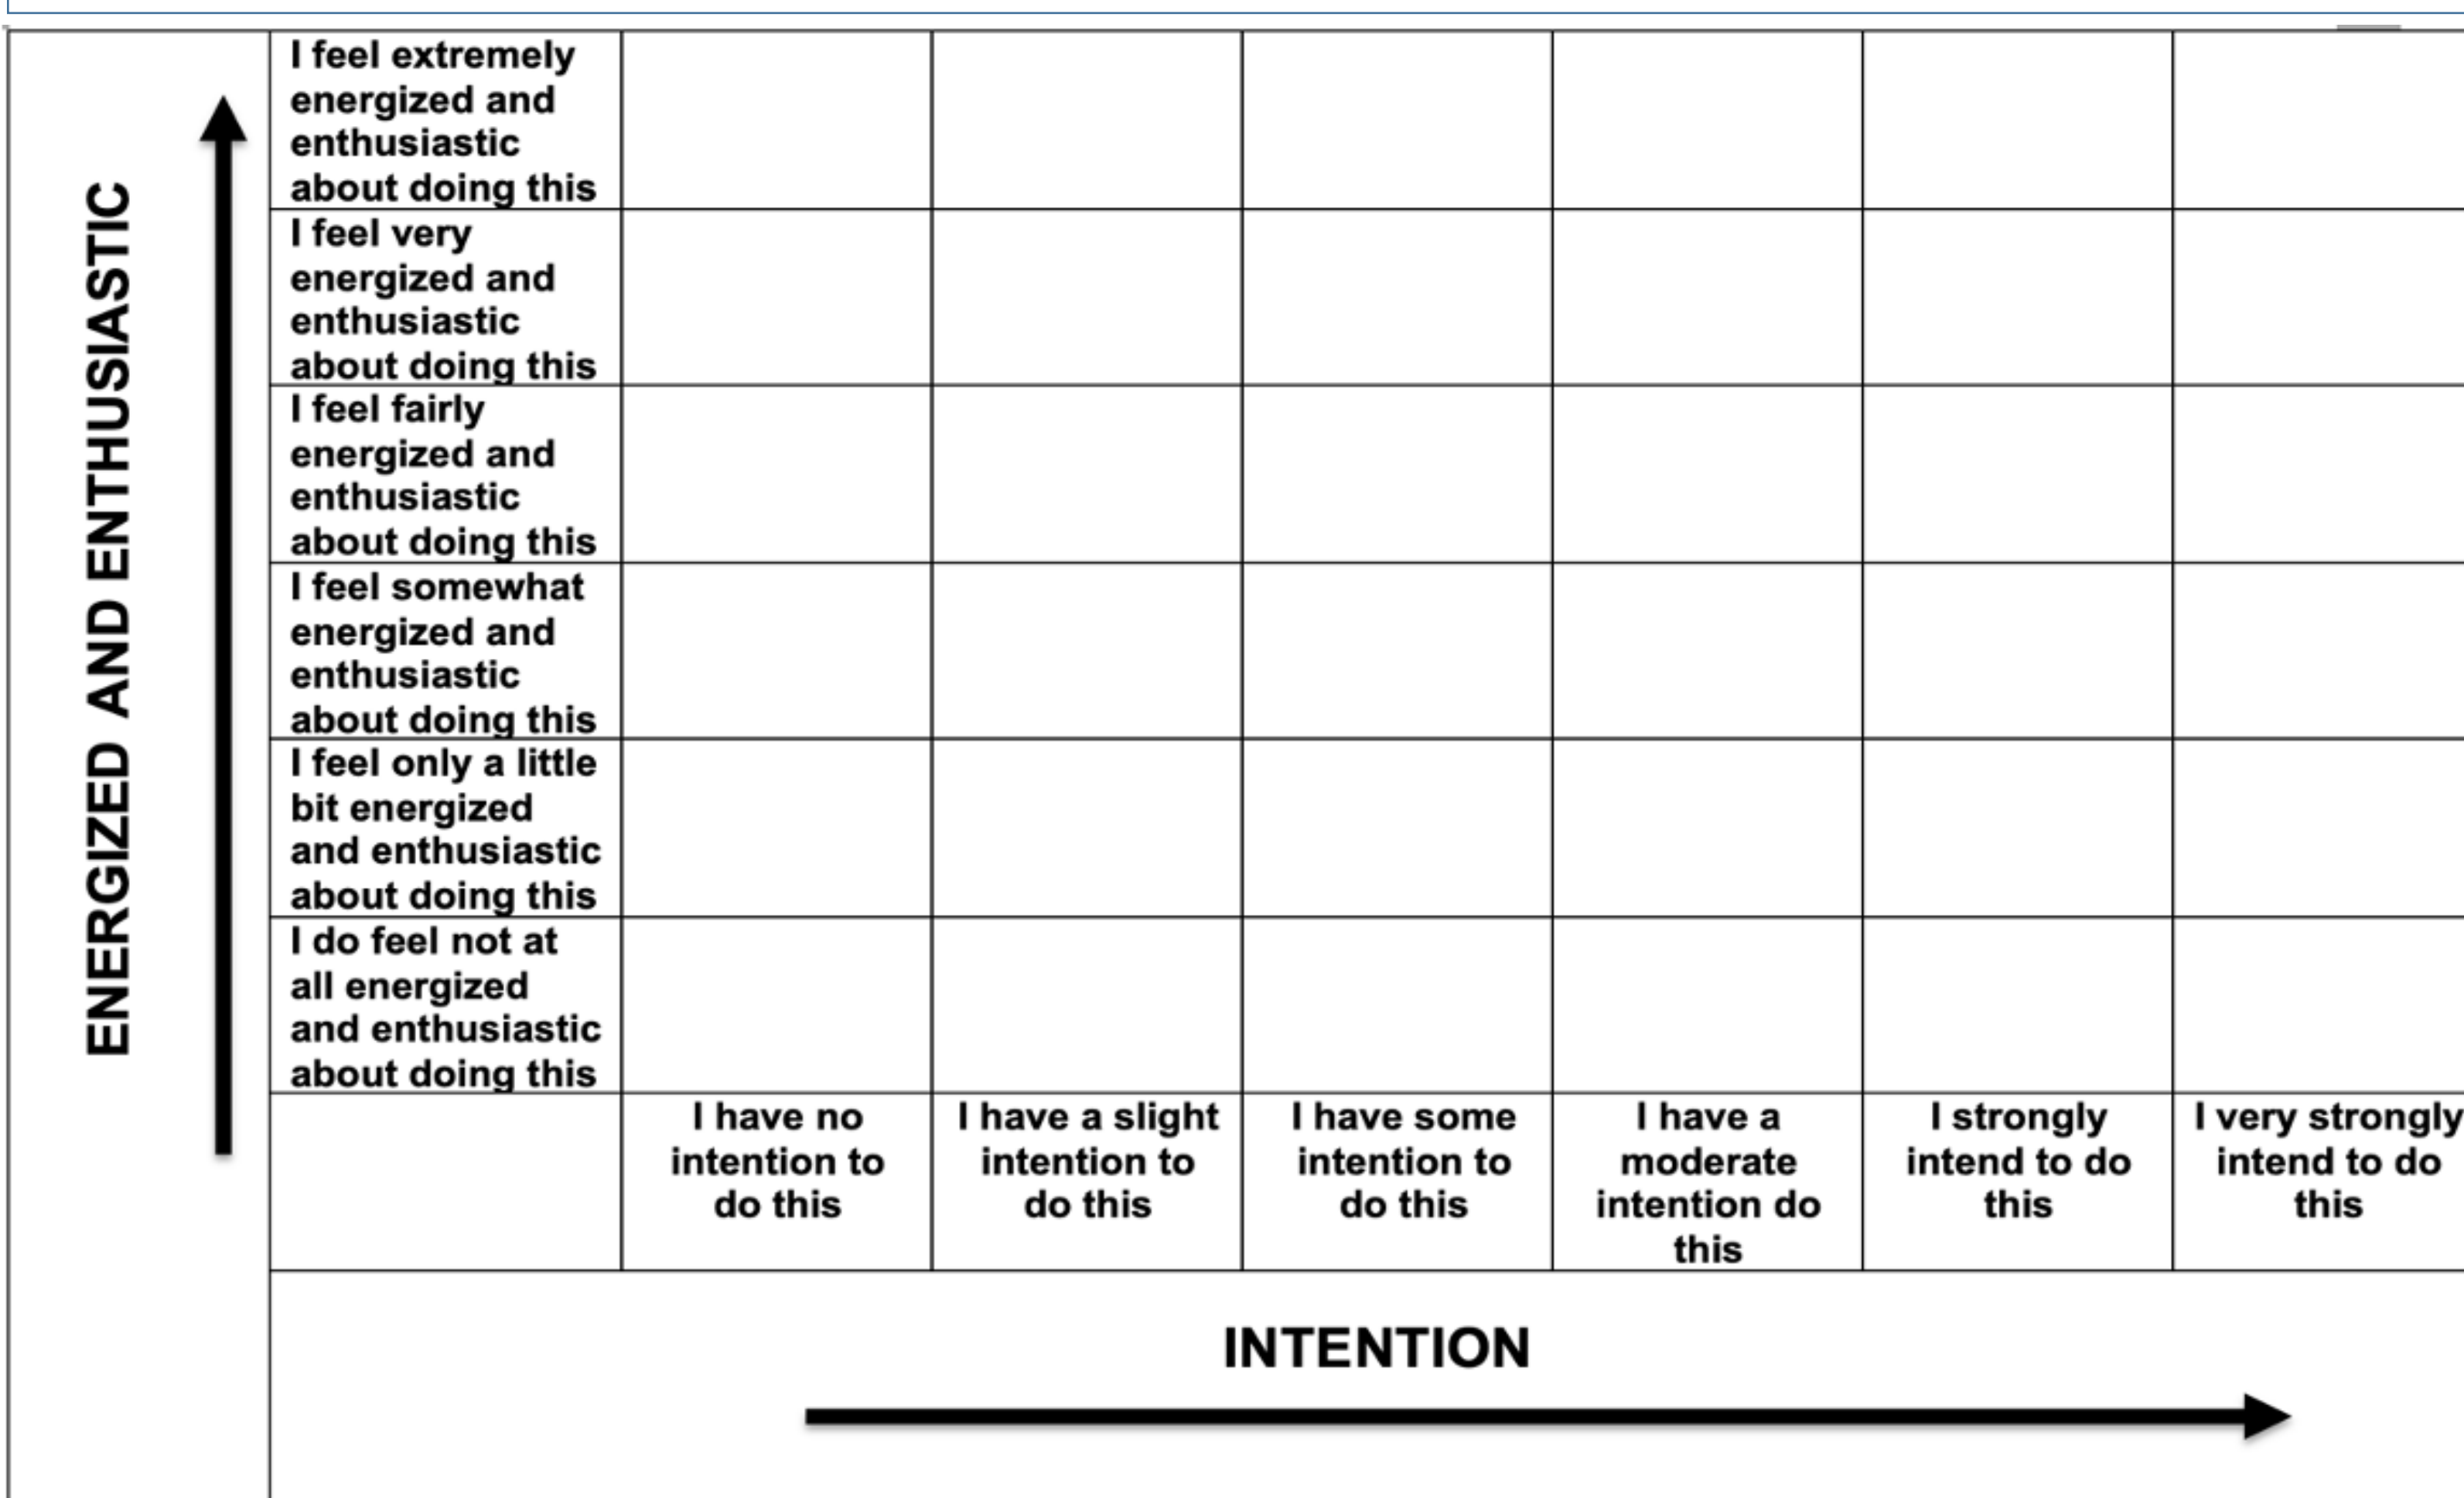 ENERGIZED AND ENTHUSIASTIC
I feel extremely
energized and
enthusiastic
about doing this
I feel very
energized and
enthusiastic
about doing this
I feel fairly
energized and
enthusiastic
about doing this
I feel somewhat
energized and
enthusiastic
about doing this
I feel only a little
bit energized
and enthusiastic
about doing this
I do feel not at
all energized
and enthusiastic
about doing this
I have no
intention to
do this
I have a slight
intention to
do this
I have some
intention to
do this
I have a
moderate
intention do
this
I strongly
intend to do
this
I very strongly
intend to do
this
INTENTION